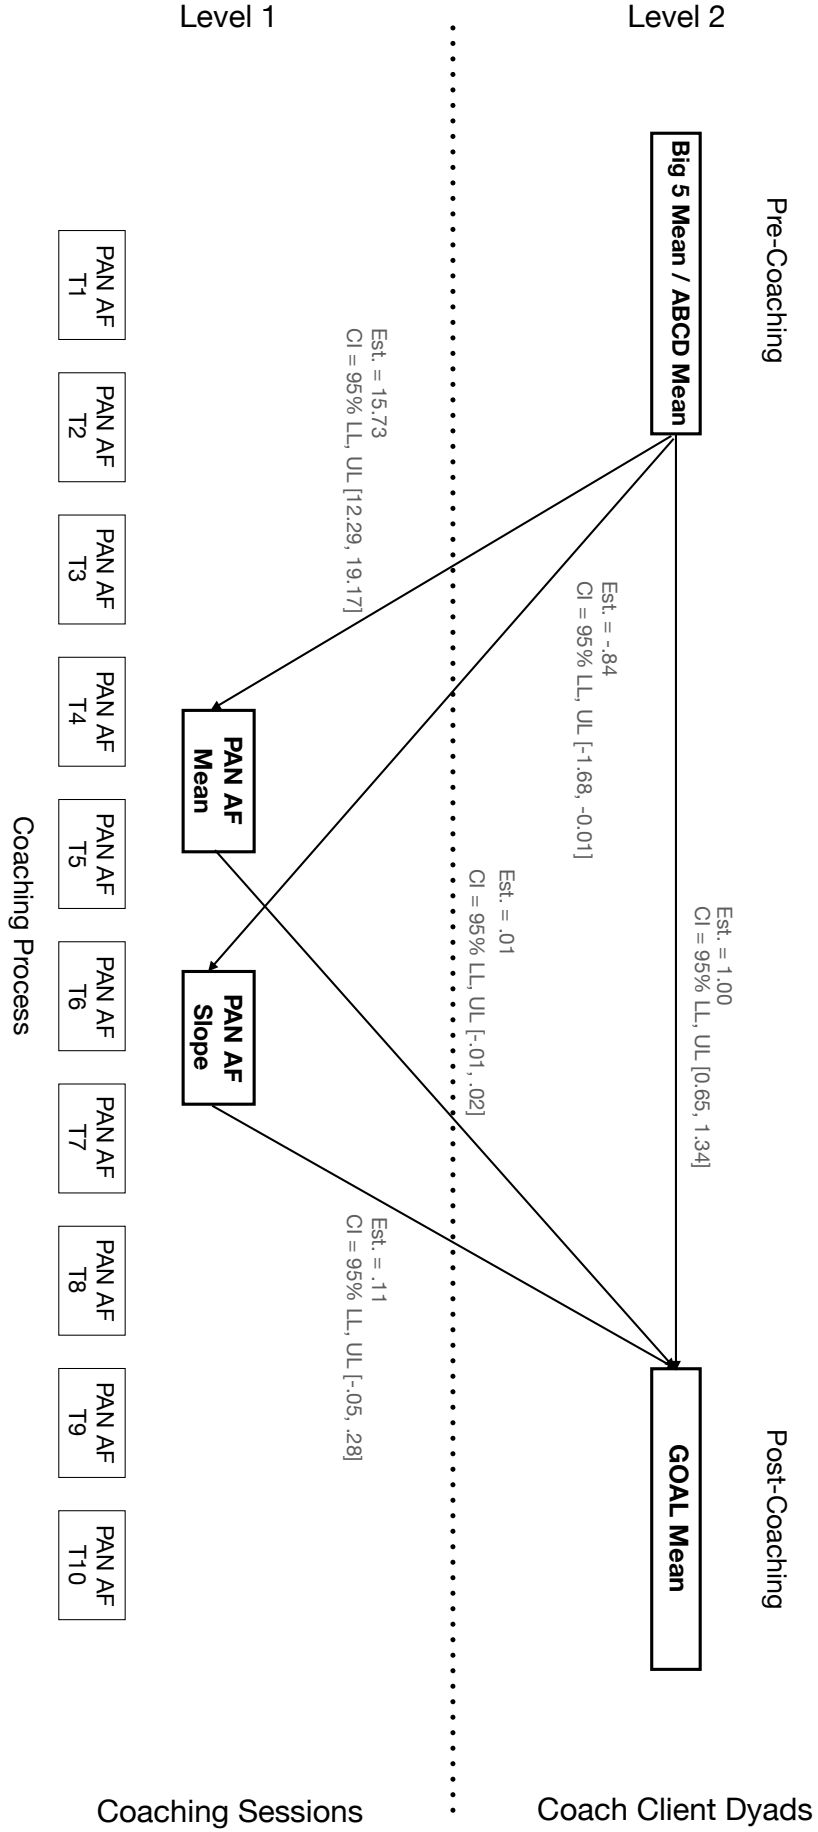 Level 1
Level 2
Pre-Coaching
Post-Coaching
Big 5 Mean / ABCD Mean
GOAL Mean
Est. = 1.00
CI = 95% LL, UL [0.65, 1.34]
Est. = -.84
CI = 95% LL, UL [-1.68, -0.01]
Est. = .01
CI = 95% LL, UL [-.01, .02]
Est. = 15.73
CI = 95% LL, UL [12.29, 19.17]
Est. = .11
CI = 95% LL, UL [-.05, .28]
PAN AF
Mean
PAN AF
Slope
PAN AF
T1
PAN AF
T2
PAN AF
T3
PAN AF
T4
PAN AF
T5
PAN AF
T6
PAN AF
T7
PAN AF
T8
PAN AF
T9
PAN AF
T10
Coaching Process
Coaching Sessions
Coach Client Dyads